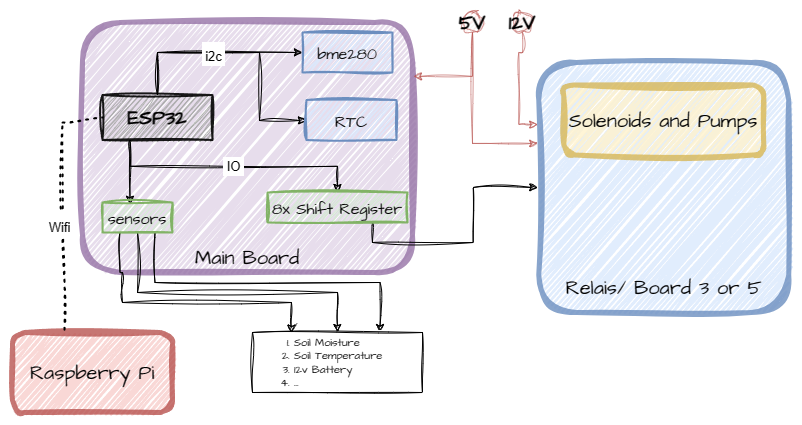 5V
12V
i2c
bme280
ESP32
RTC
Solenoids and Pumps
IO
sensors
8x Shift Register
Wifi
Main Board
Relais/ Board 3 or 5
Raspberry Pi
1. Soil Moisture
2. Soil Temperature
3. 12v Battery
4. ...